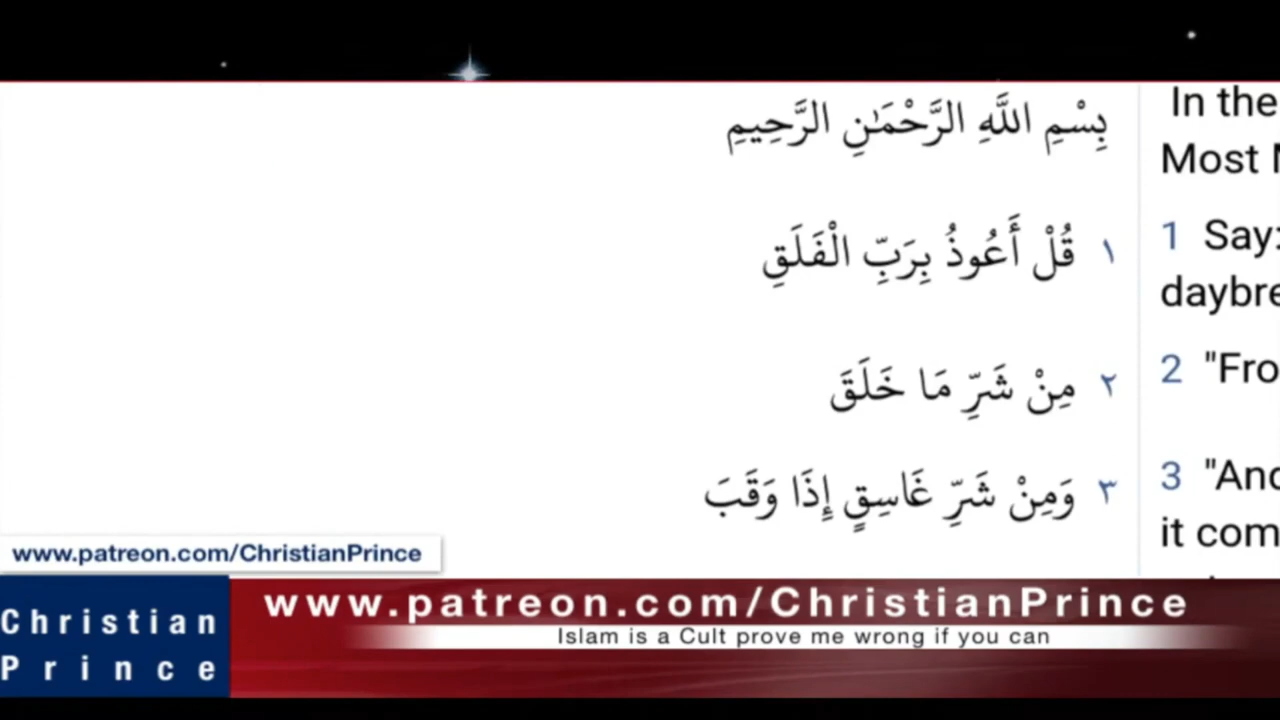 بِسْمِ اللَّهِ الرَّحْمَٰنِ الرَّحِيمِ
١ قُلْ أَعُوذُ بِرَبِّ الْفَلَقِ
٢ مِنْ شَرِّ مَا خَلَقَ
٣ وَمِنْ شَرِّ غَاسِقٍ إِذَا وَقَبَ
In the
Most
1 Say:
daybre
2 "Fro
3 "And
it com
www.patreon.com/ChristianPrince
Christian
Prince
www.patreon.com/ChristianPrince
Islam is a Cult prove me wrong if you can